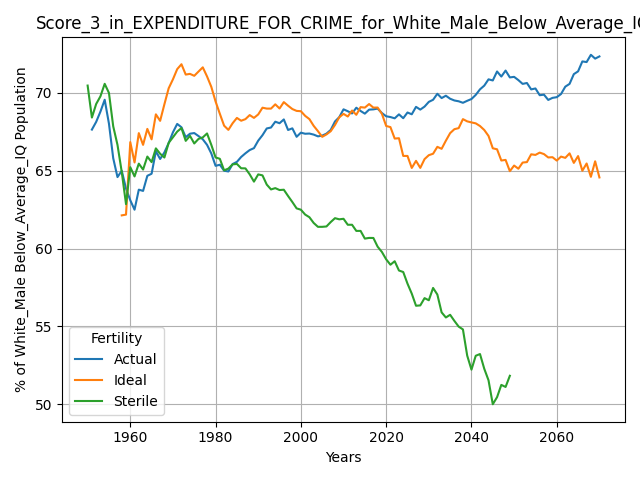 Score_3_in_EXPENDITURE_FOR_CRIME_for_White_Male_Below_Average_IQ
% of White_Male Below_Average_IQ Population
70
65
60
55
50
Fertility
Actual
Ideal
Sterile
1960
1980
2000
2020
2040
2060
Years